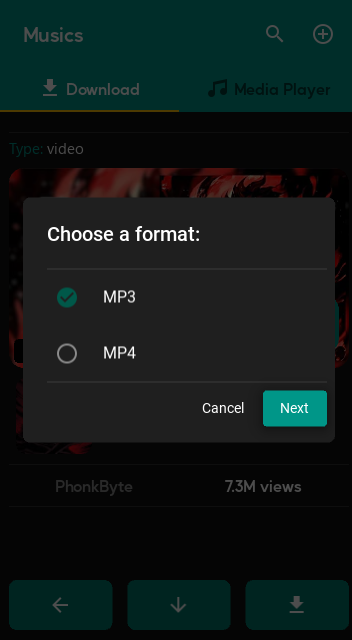 Musics
Download
Media Player
Type: video
Choose a format:
MP3
MP4
Cancel
Next
PhonkByte
7.3M views